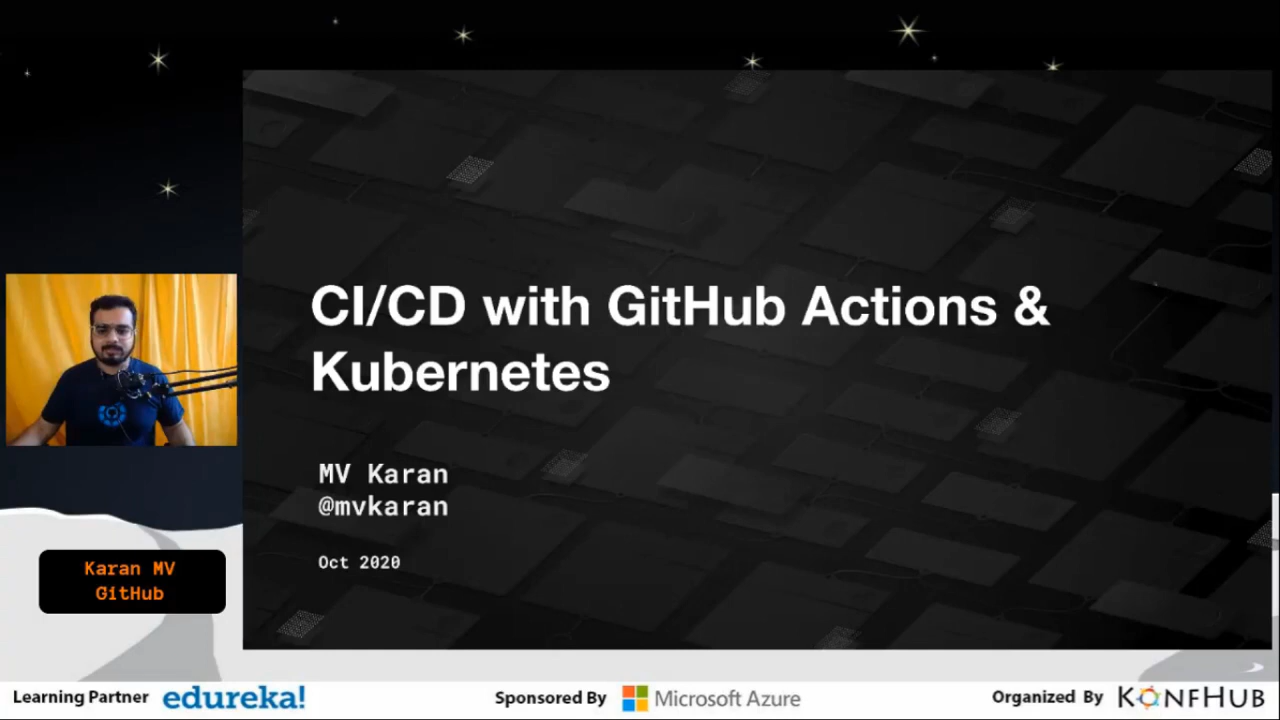 CI/CD with GitHub Actions &
Kubernetes
MV Karan
@mvkaran
Oct 2020
Karan MV
GitHub
Learning Partner edureka!
Sponsored By Microsoft Azure
Organized By KONFHUB